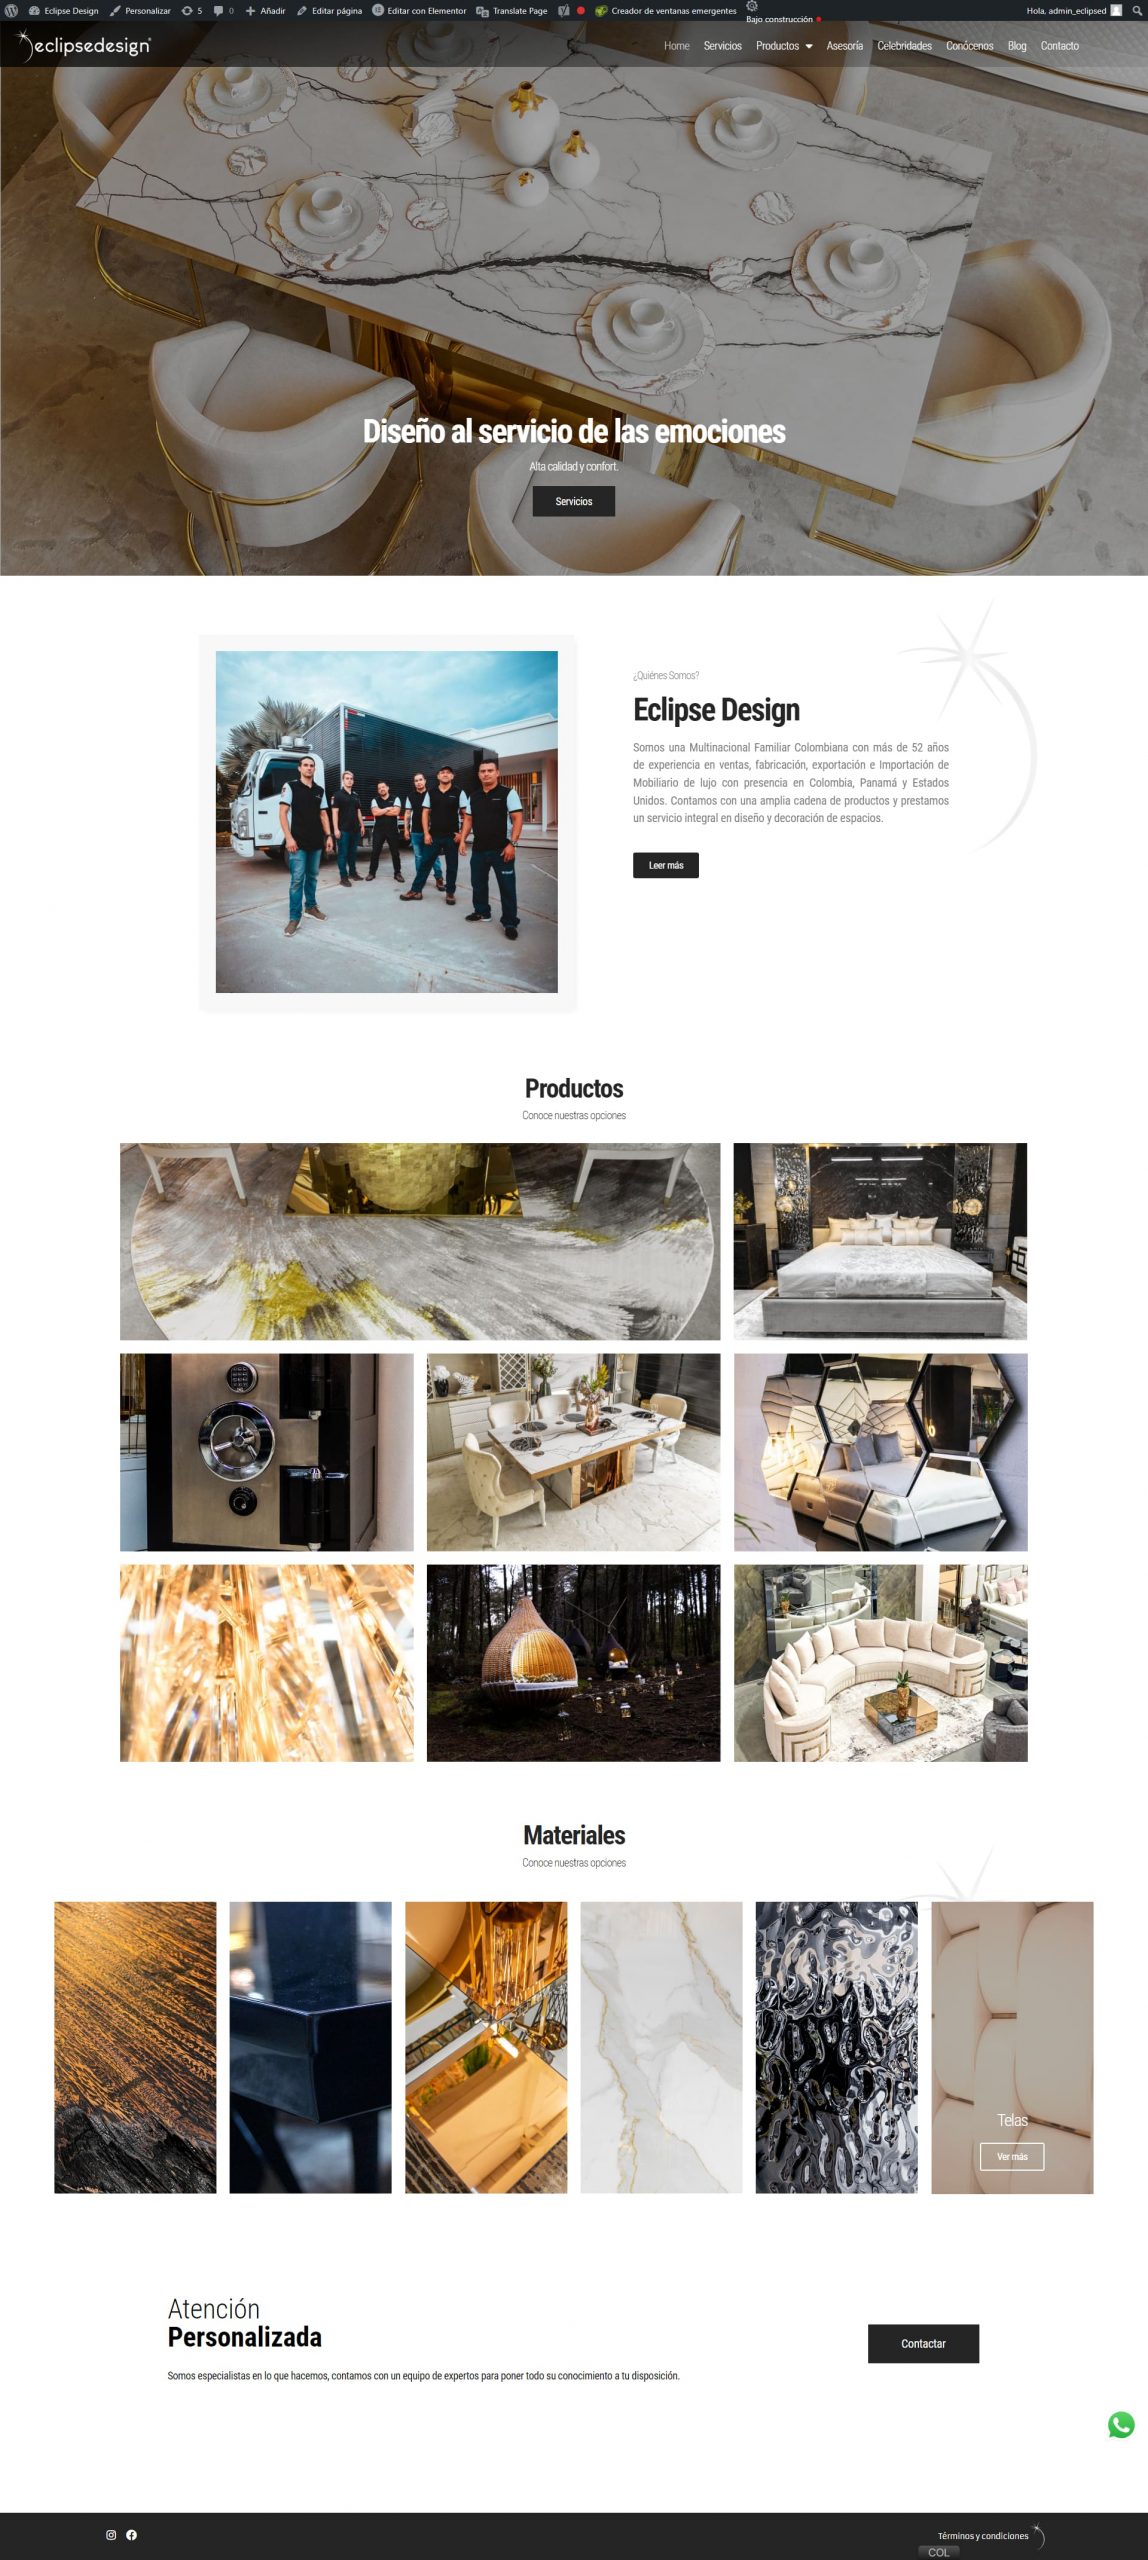 Eclipse Design Personalizar 5 0 Añadir Editar página Editar con Elementor Translate Page Creador de ventanas emergentes Bajo construcción Hola, admin_eclipsed
eclipsedesign®
Home Servicios Productos Asesoría Celebridades Conócenos Blog Contacto
Diseño al servicio de las emociones
Alta calidad y confort.
Servicios
¿Quiénes Somos?
Eclipse Design
Somos una Multinacional Familiar Colombiana con más de 52 años
de experiencia en ventas, fabricación, exportación e Importación de
Mobiliario de lujo con presencia en Colombia, Panamá y Estados
Unidos. Contamos con una amplia cadena de productos y prestamos
un servicio integral en diseño y decoración de espacios.
Leer más
Productos
Conoce nuestras opciones
Materiales
Conoce nuestras opciones
Telas
Ver más
Atención
Personalizada
Somos especialistas en lo que hacemos, contamos con un equipo de expertos para poner todo su conocimiento a tu disposición.
Contactar
Términos y condiciones
COL